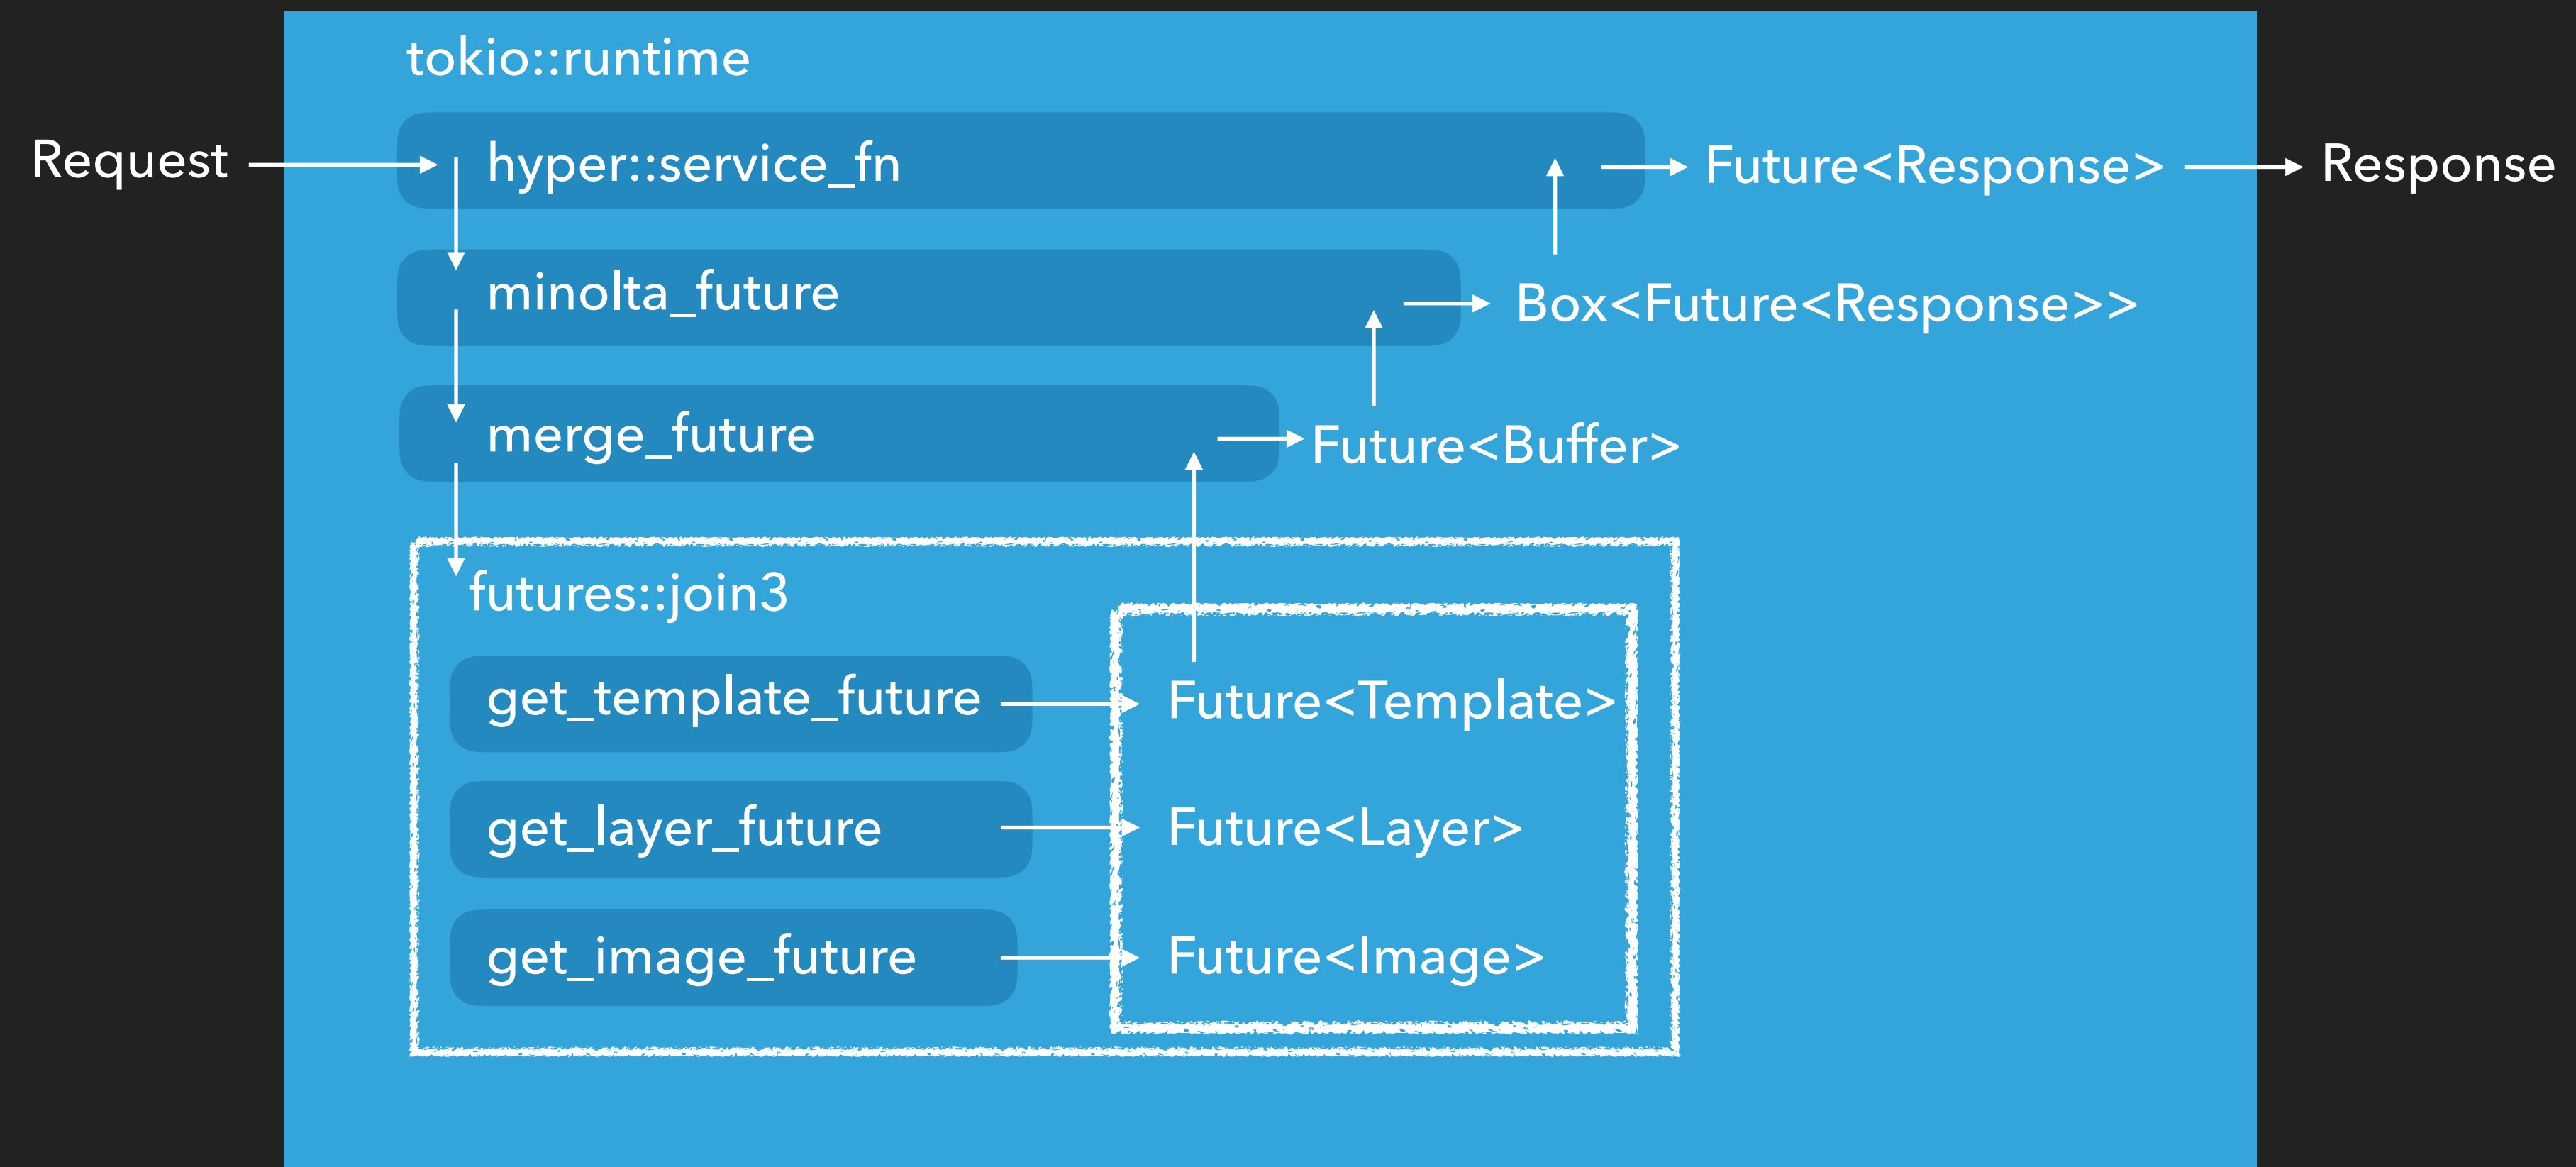 tokio::runtime
Request
hyper::service_fn
Future<Response>
Response
minolta_future
Box<Future<Response>>
merge_future
Future<Buffer>
futures::join3
get_template_future
Future<Template>
get_layer_future
Future<Layer>
get_image_future
Future<Image>